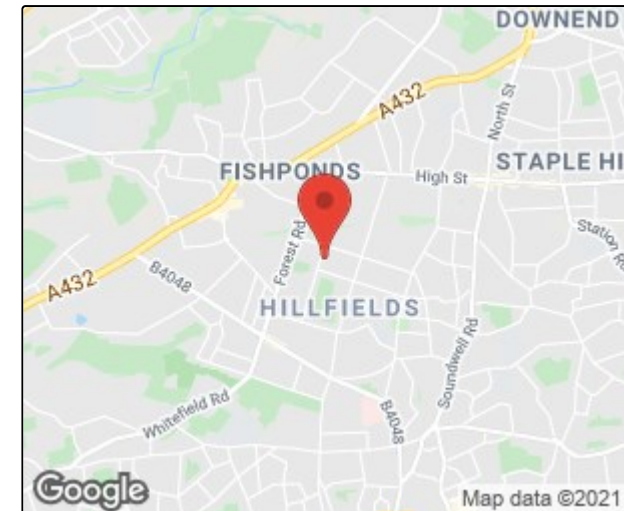 DOWNEND
A432
North St
FISHPONDS
High St
STAPLE HI
Forest Rd
Station Rd
B4048
A432
HILLFIELDS
Soundwell Rd
Whitefield Rd
B4048
Google
Map data ©2021